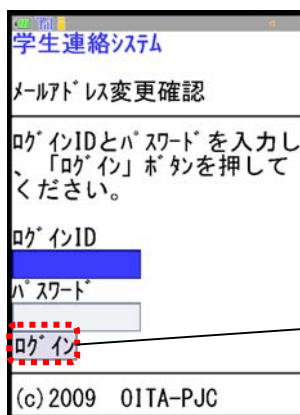 学生連絡ｼｽﾃﾑ
ﾒｰﾙｱﾄﾞﾚｽ変更確認
ﾛｸﾞｲﾝIDとﾊﾟｽﾜｰﾄﾞを入力し
、「ﾛｸﾞｲﾝ」ﾎﾞﾀﾝを押して
ください。
ﾛｸﾞｲﾝID
ﾊﾟｽﾜｰﾄﾞ
ﾛｸﾞｲﾝ
(c)2009 OITA-PJC